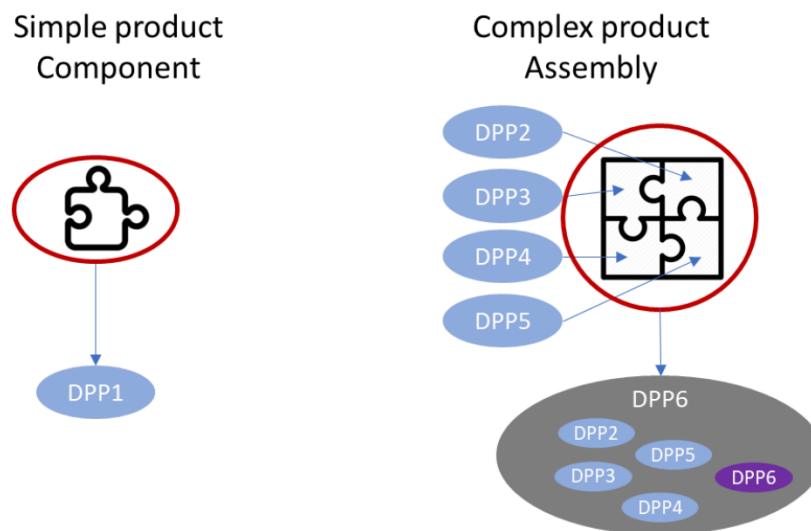 Simple product
Component
Complex product
Assembly
DPP2
DPP3
DPP4
DPP5
DPP1
DPP6
DPP2
DPP5
DPP3
DPP6
DPP4